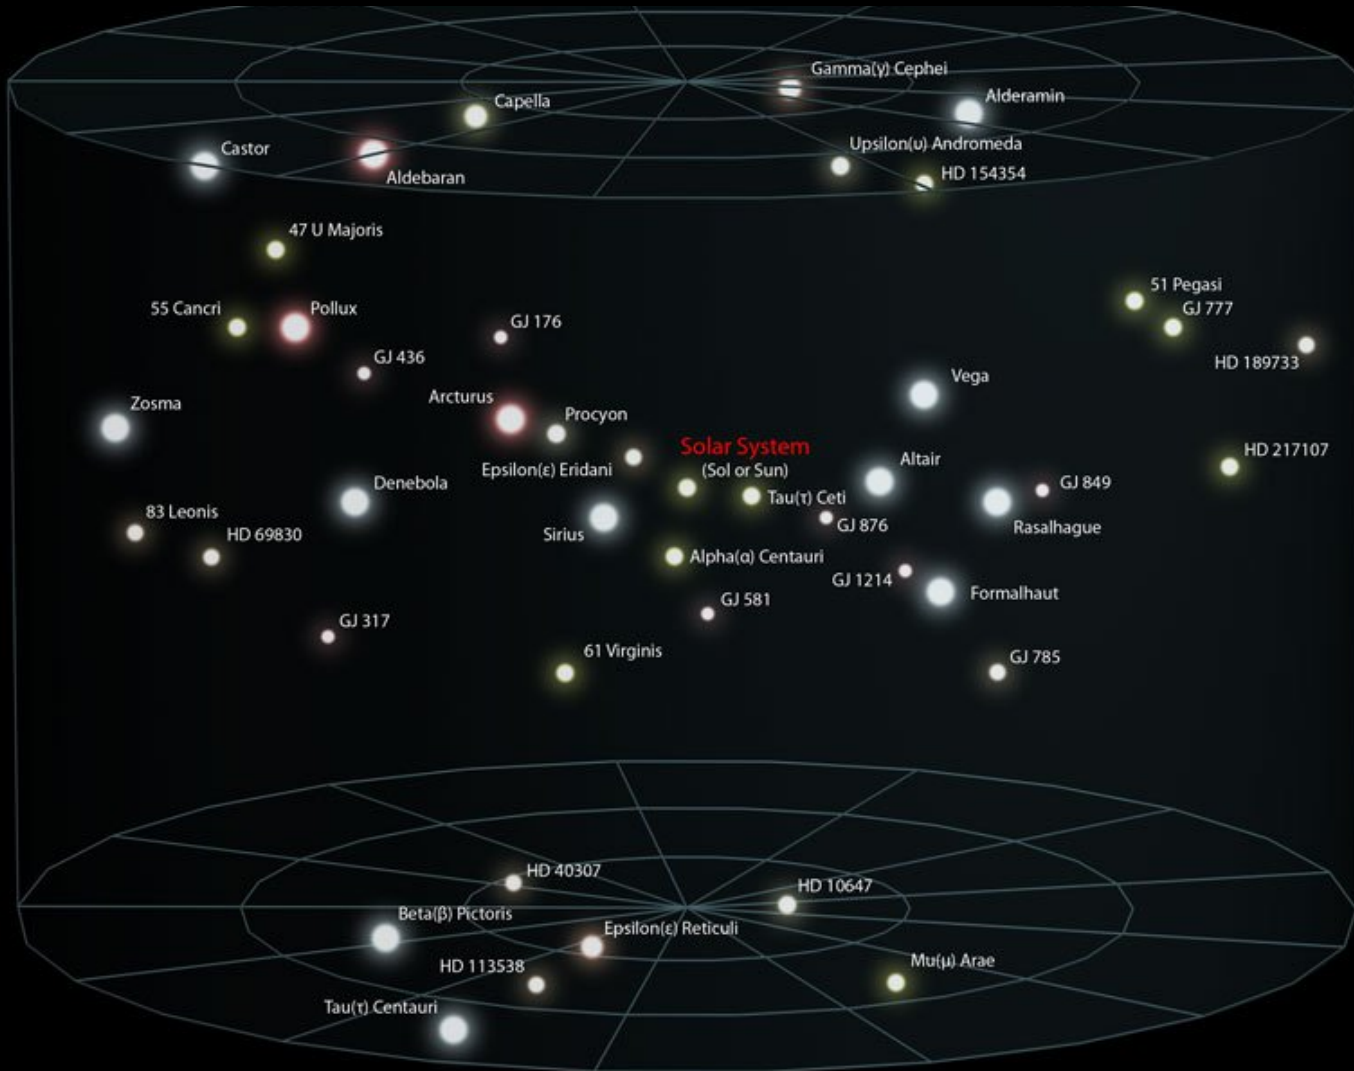 Gamma(γ) Cephei
Capella
Alderamin
Castor
Upsilon(υ) Andromeda
Aldebaran
HD 154354
47 U Majoris
51 Pegasi
55 Cancri
Pollux
GJ 777
GJ 176
GJ 436
HD 189733
Vega
Arcturus
Zosma
Procyon
Solar System
(Sol or Sun)
Epsilon(ε) Eridani
Altair
HD 217107
Denebola
GJ 849
Tau(τ) Ceti
83 Leonis
GJ 876
Rasalhague
HD 69830
Sirius
Alpha(α) Centauri
GJ 1214
Formalhaut
GJ 581
GJ 317
61 Virginis
GJ 785
HD 40307
HD 10647
Beta(β) Pictoris
Epsilon(ε) Reticuli
Mu(μ) Arae
HD 113538
Tau(τ) Centauri